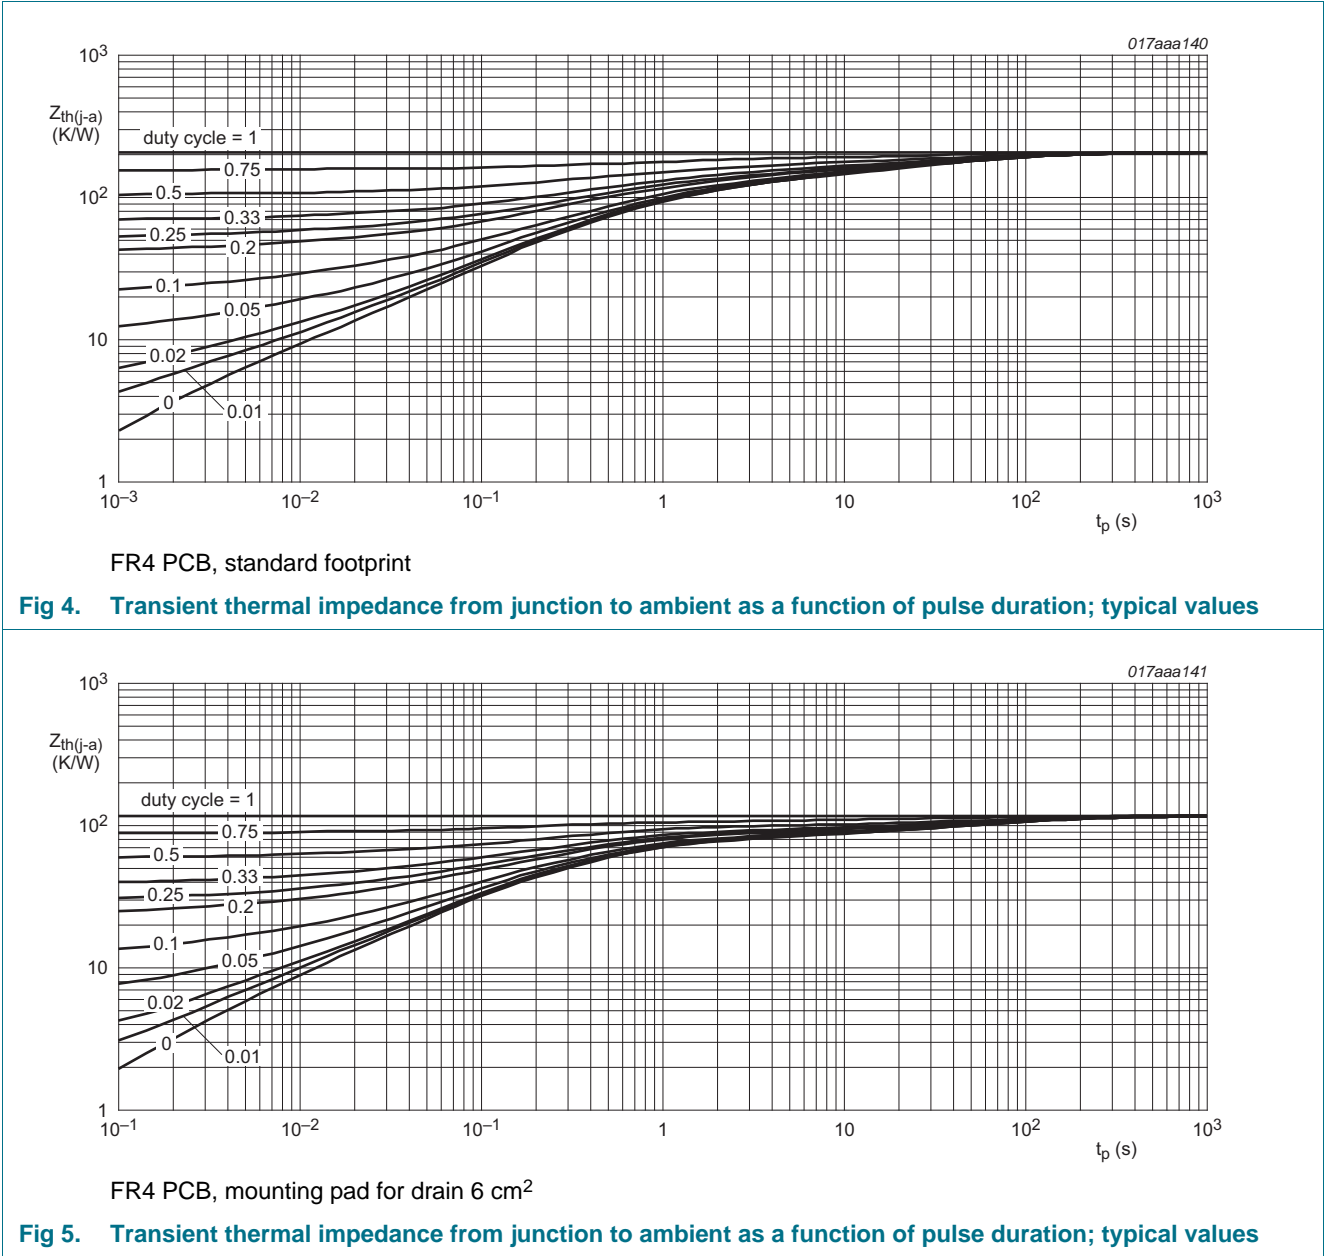 017aaa140
10³
Zth(j-a)
(K/W)
duty cycle = 1
0.75
10²
0.5
0.33
0.25
0.2
0.1
0.05
10
0.02
0
0.01
1
10–3 10–2 10–1 1 10 10² 10³
tp (s)
FR4 PCB, standard footprint
Fig 4. Transient thermal impedance from junction to ambient as a function of pulse duration; typical values
017aaa141
10³
Zth(j-a)
(K/W)
duty cycle = 1
10²
0.75
0.5
0.33
0.25
0.2
0.1
0.05
10
0.02
0
0.01
1
10–1 10–2 10–1 1 10 10² 10³
tp (s)
FR4 PCB, mounting pad for drain 6 cm²
Fig 5. Transient thermal impedance from junction to ambient as a function of pulse duration; typical values